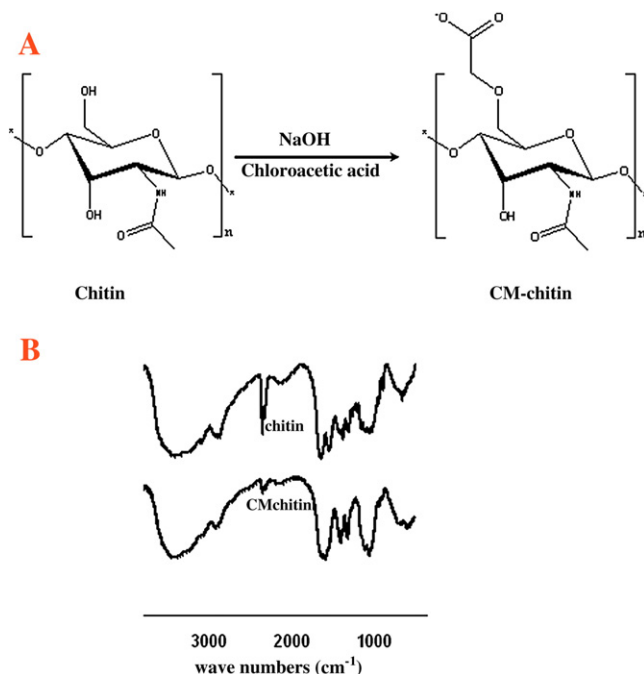 A
⁻O
O
O
x
OH
O
O
O
x
OH
NH
O
n
Chitin
NaOH
Chloroacetic acid
x
O
O
O
x
OH
NH
O
n
CM-chitin
B
chitin
CMchitin
3000 2000 1000
wave numbers (cm⁻¹)